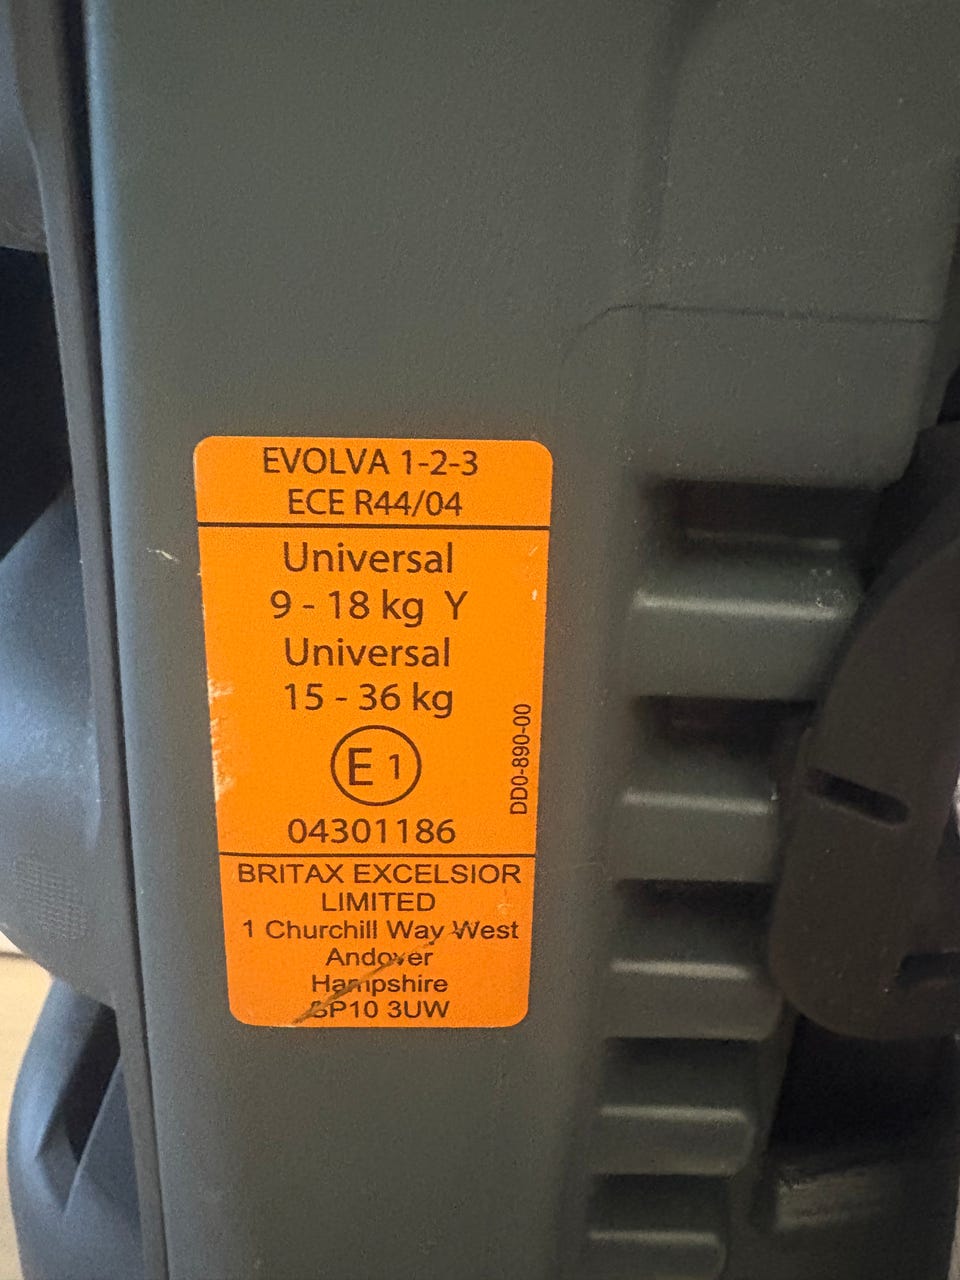 EVOLVA 1-2-3
ECE R44/04
Universal
9 - 18 kg Y
Universal
15 - 36 kg
E 1
DD0-890-00
04301186
BRITAX EXCELSIOR
LIMITED
1 Churchill Way West
Andover
Hampshire
SP10 3UW